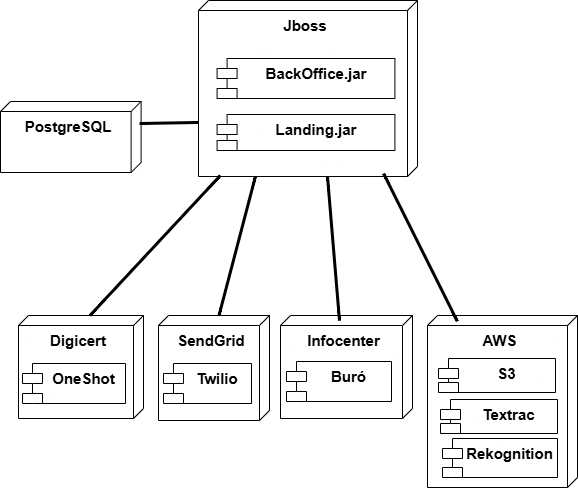 Jboss
BackOffice.jar
Landing.jar
PostgreSQL
Digicert
OneShot
SendGrid
Twilio
Infocenter
Buró
AWS
S3
Textrac
Rekognition